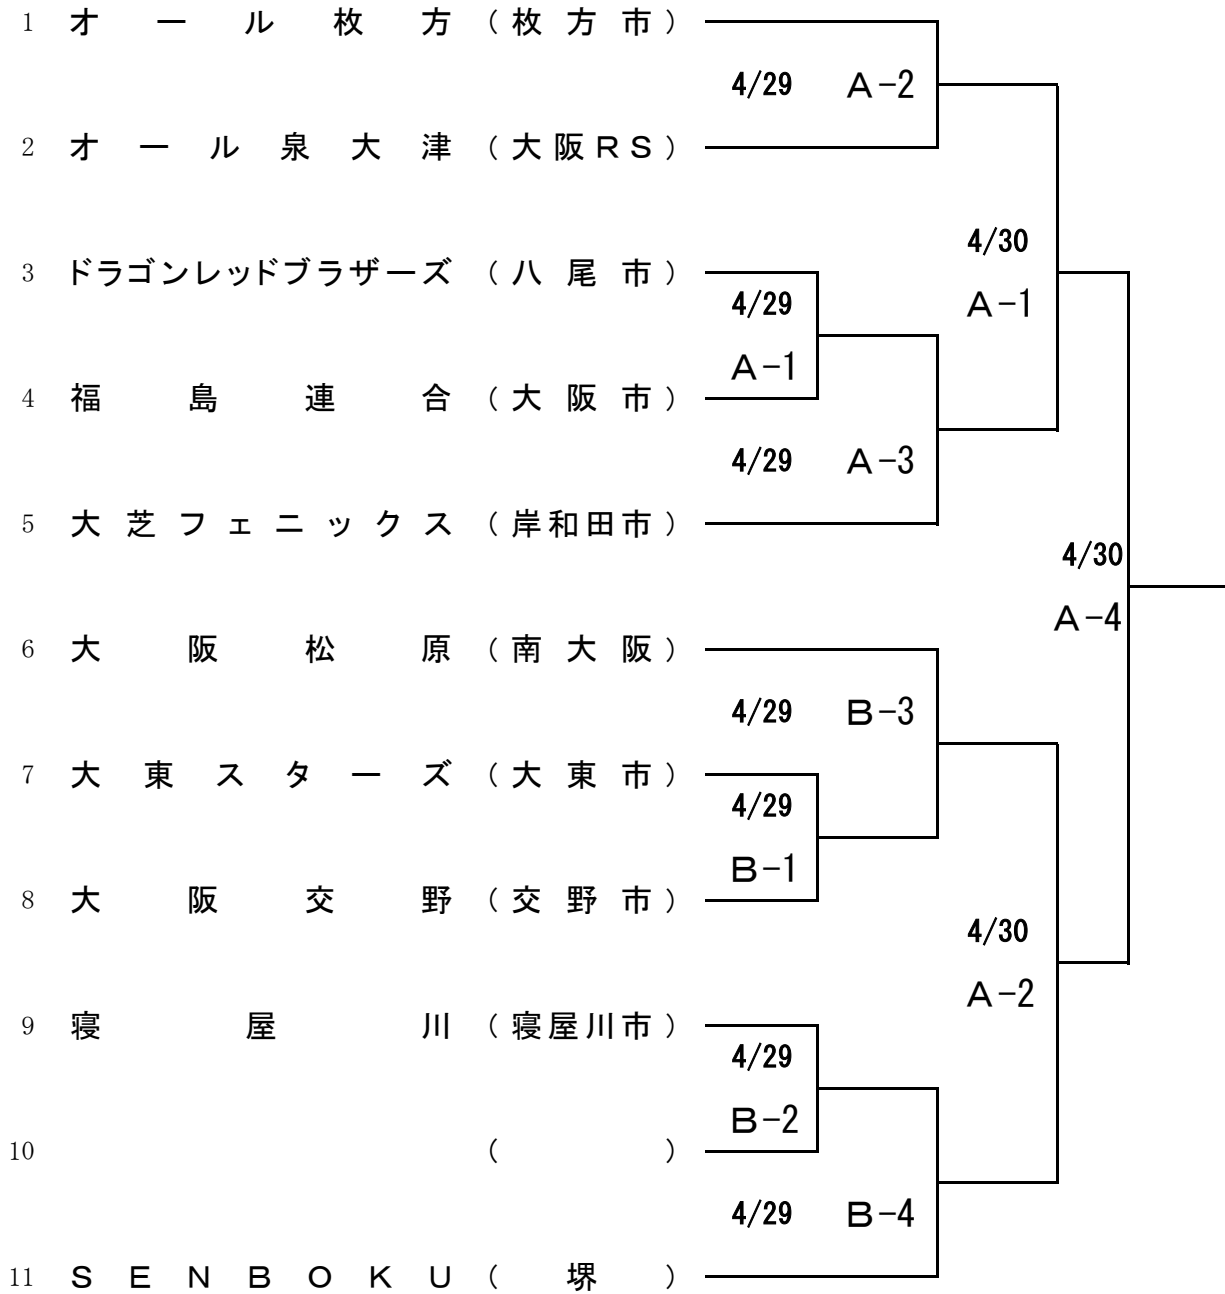 1 オール枚方（枚方市）
4/29 A-2
2 オール泉大津（大阪RS）
4/30
3 ドラゴンレッドブラザーズ（八尾市）
4/29 A-1
A-1
4 福島連合（大阪市）
4/29 A-3
5 大芝フェニックス（岸和田市）
4/30
A-4
6 大阪松原（南大阪）
4/29 B-3
7 大東スターズ（大東市）
4/29
B-1
8 大阪交野（交野市）
4/30
A-2
9 寝屋川（寝屋川市）
4/29
B-2
10 （ ）
4/29 B-4
11 SENBOKU（堺）